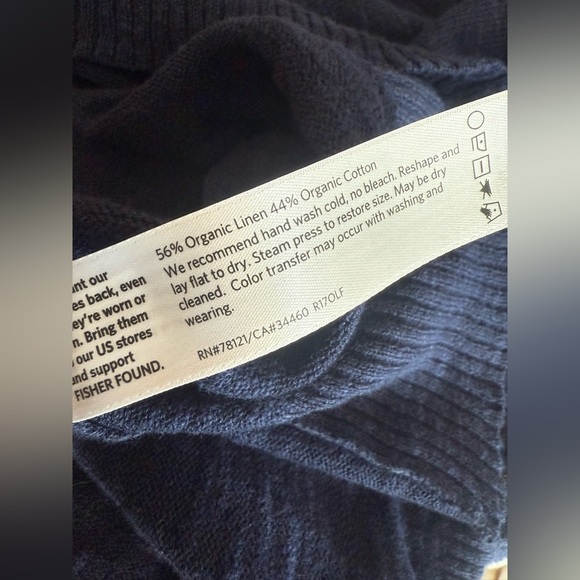 56% Organic Linen 44% Organic Cotton
We recommend hand wash cold, no bleach. Reshape and
lay flat to dry. Steam press to restore size. May be dry
cleaned. Color transfer may occur with washing and
wearing.
RN#78121/CA#34460 R17OLF
nt our
es back, even
ey're worn or
n. Bring them
our US stores
nd support
FISHER FOUND.